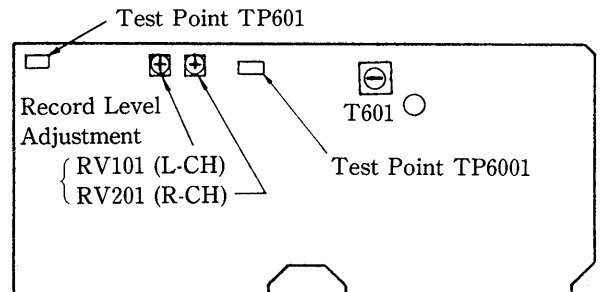 Test Point TP601
Record Level
Adjustment
RV101 (L-CH)
RV201 (R-CH)
T601
Test Point TP6001